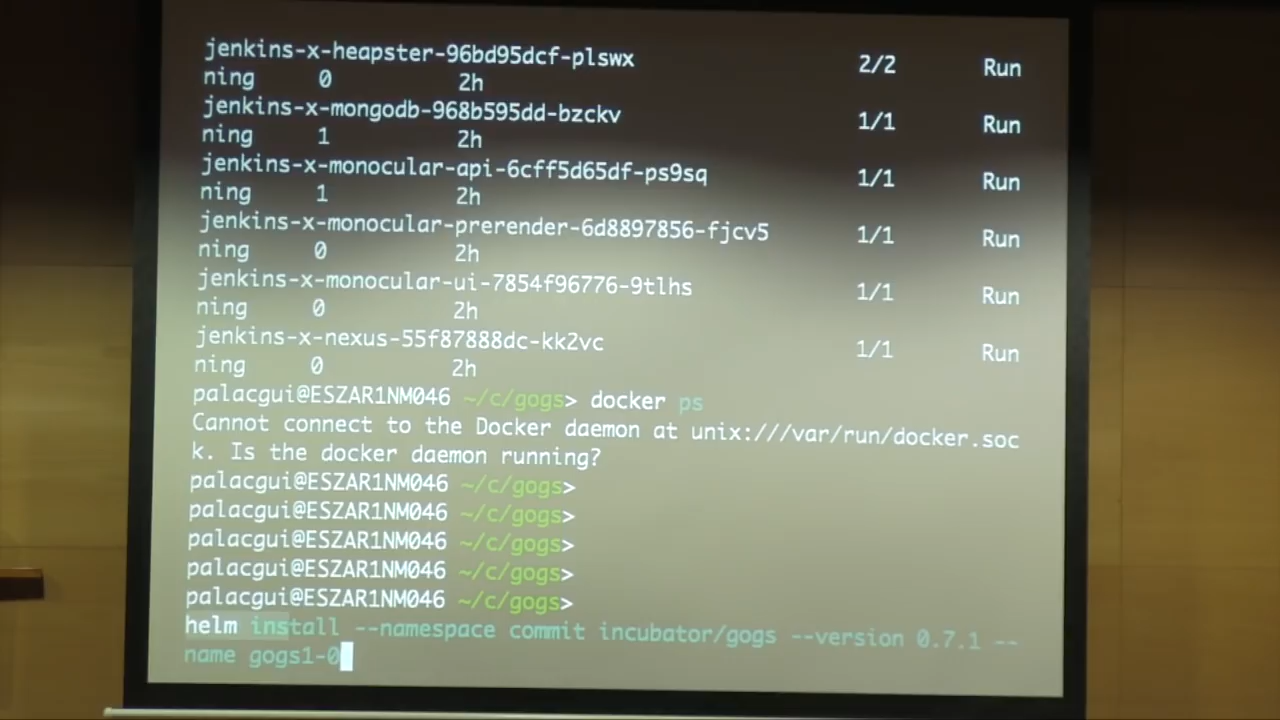 jenkins-x-heapster-96bd95dcf-plswx 2/2 Run
ning 0 2h
jenkins-x-mongodb-968b595dd-bzckv 1/1 Run
ning 1 2h
jenkins-x-monocular-api-6cff5d65df-ps9sq 1/1 Run
ning 1 2h
jenkins-x-monocular-prerender-6d8897856-fjcv5 1/1 Run
ning 0 2h
jenkins-x-monocular-ui-7854f96776-9tlhs 1/1 Run
ning 0 2h
jenkins-x-nexus-55f87888dc-kk2vc 1/1 Run
ning 0 2h
palacgui@ESZAR1NM046 ~/c/gogs> docker ps
Cannot connect to the Docker daemon at unix:///var/run/docker.soc
k. Is the docker daemon running?
palacgui@ESZAR1NM046 ~/c/gogs>
palacgui@ESZAR1NM046 ~/c/gogs>
palacgui@ESZAR1NM046 ~/c/gogs>
palacgui@ESZAR1NM046 ~/c/gogs>
palacgui@ESZAR1NM046 ~/c/gogs>
helm install --namespace commit incubator/gogs --version 0.7.1 --
name gogs1-0